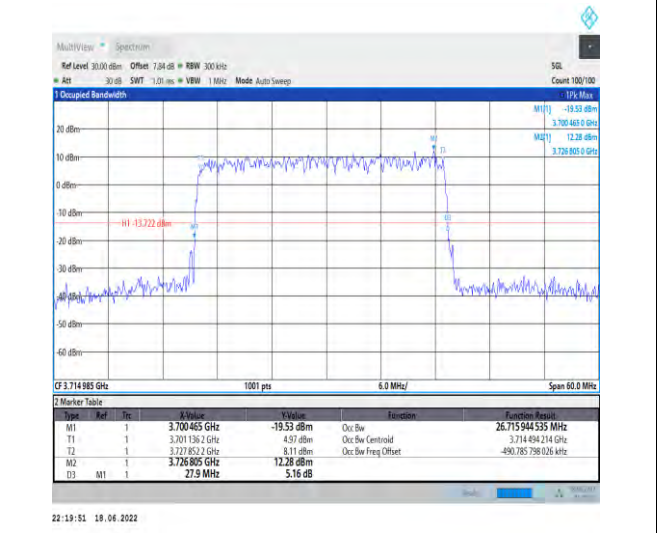 MultiView Spectrum
Ref Level 30.00 dBm Offset 7.84 dB RBW 300 kHz SGL
Att 30 dB SWT 1.01 ms VBW 1 MHz Mode Auto Sweep Count 100/100
1 Occupied Bandwidth 1Pk Max
M1[1] -19.53 dBm
3.700 465 0 GHz
M2[1] 12.28 dBm
3.726 805 0 GHz
20 dBm
M2
10 dBm
0 dBm
-10 dBm
H1 -13.722 dBm
-20 dBm
-30 dBm
-40 dBm
-50 dBm
-60 dBm
CF 3.714 985 GHz 1001 pts 6.0 MHz/ Span 60.0 MHz
2 Marker Table
Type Ref Trc X-Value Y-Value Function Function Result
M1 1 3.700 465 GHz -19.53 dBm Occ Bw 26.715 944 535 MHz
T1 1 3.701 136 2 GHz 4.97 dBm Occ Bw Centroid 3.714 494 214 GHz
T2 1 3.727 852 2 GHz 8.11 dBm Occ Bw Freq Offset -490.785 798 026 kHz
M2 1 3.726 805 GHz 12.28 dBm
D3 M1 1 27.9 MHz 5.16 dB
22:19:51 18.06.2022